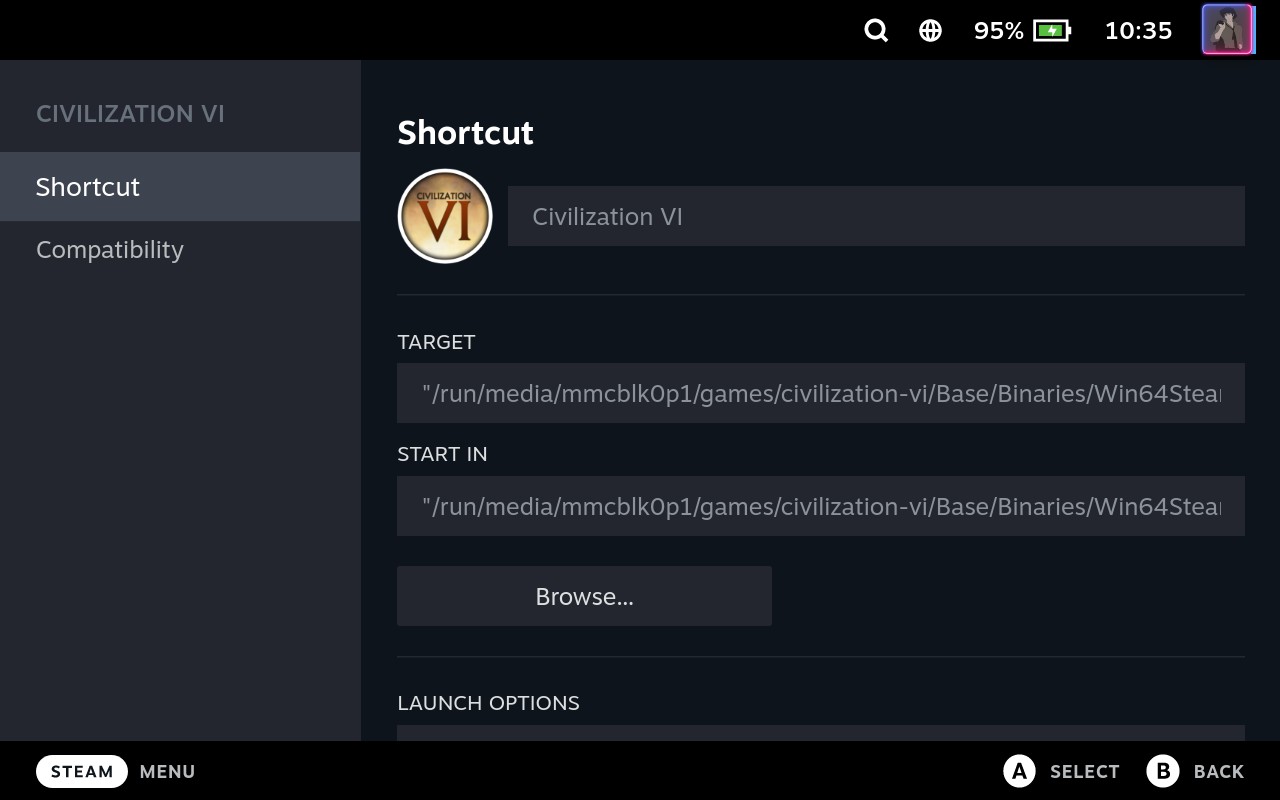 95% 10:35
CIVILIZATION VI
Shortcut
Compatibility
Shortcut
CIVILIZATION
VI
Civilization VI
TARGET
"/run/media/mmcblk0p1/games/civilization-vi/Base/Binaries/Win64Stea
START IN
"/run/media/mmcblk0p1/games/civilization-vi/Base/Binaries/Win64Stea
Browse...
LAUNCH OPTIONS
STEAM MENU A SELECT B BACK